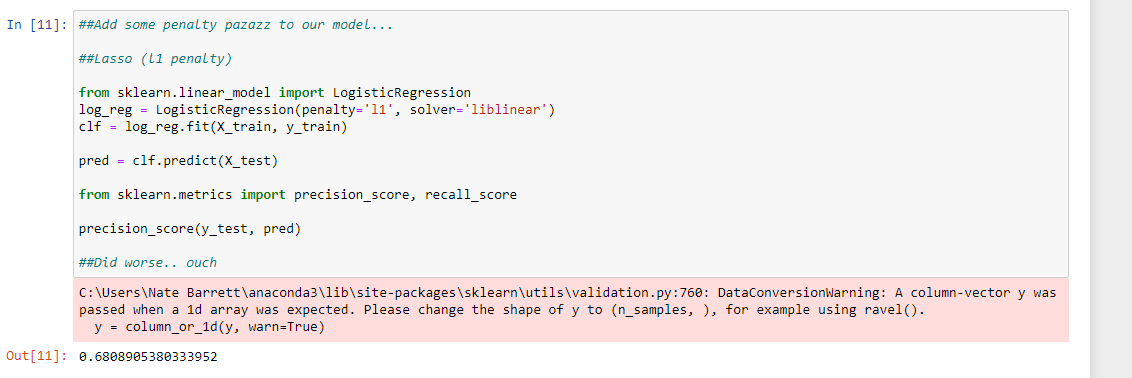 In [11]: ##Add some penalty pazazz to our model...
##Lasso (l1 penalty)
from sklearn.linear_model import LogisticRegression
log_reg = LogisticRegression(penalty='l1', solver='liblinear')
clf = log_reg.fit(X_train, y_train)
pred = clf.predict(X_test)
from sklearn.metrics import precision_score, recall_score
precision_score(y_test, pred)
##Did worse.. ouch
C:\Users\Nate Barrett\anaconda3\lib\site-packages\sklearn\utils\validation.py:760: DataConversionWarning: A column-vector y was
passed when a 1d array was expected. Please change the shape of y to (n_samples, ), for example using ravel().
  y = column_or_1d(y, warn=True)
Out[11]: 0.6808905380333952